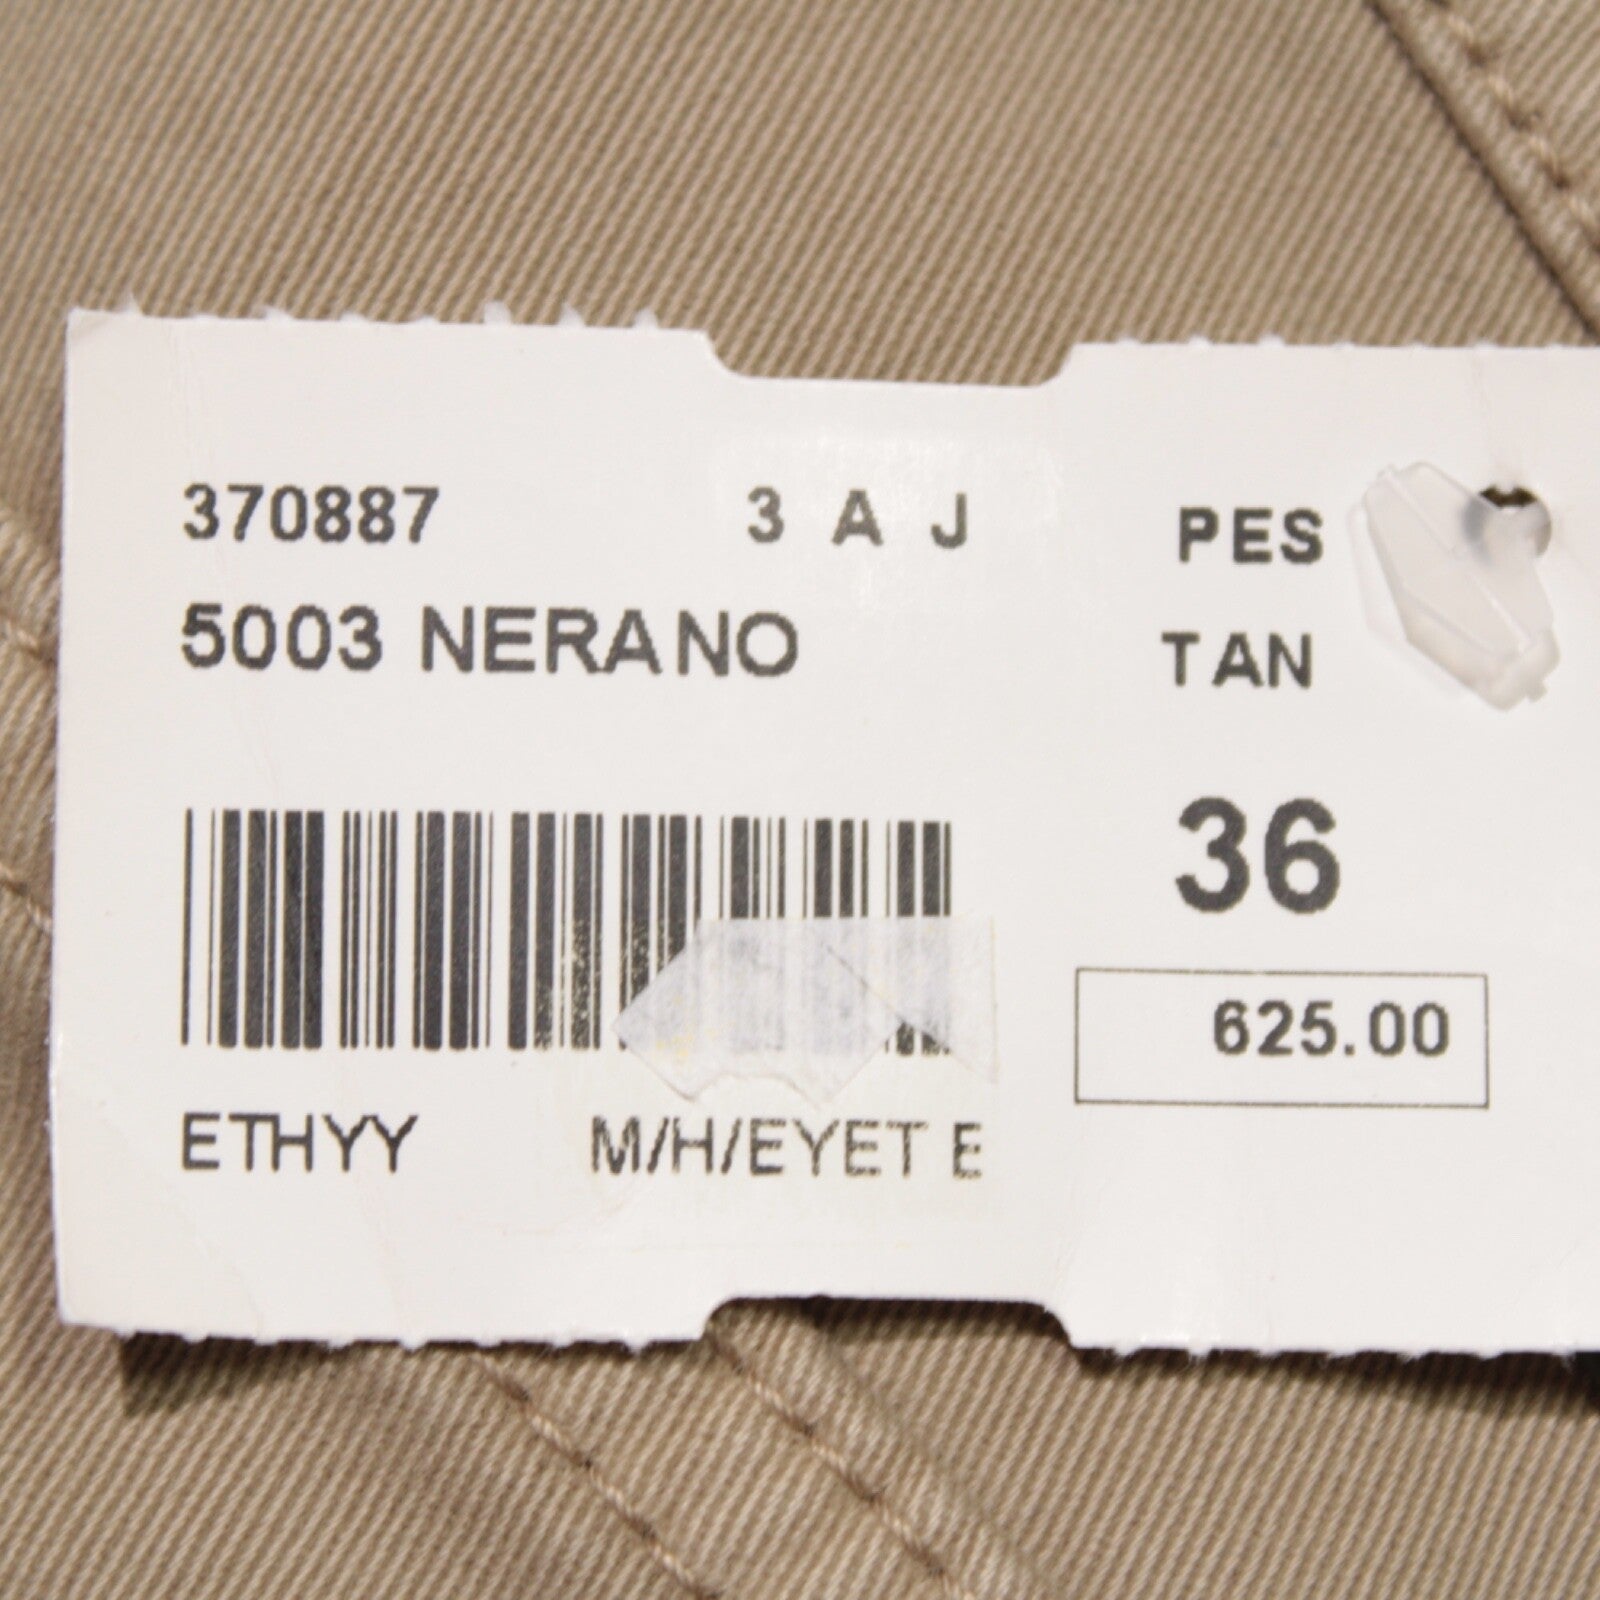 370887 3 A J
5003 NERANO
ETHYY M/H/EYET E
PES
TAN
36
625.00